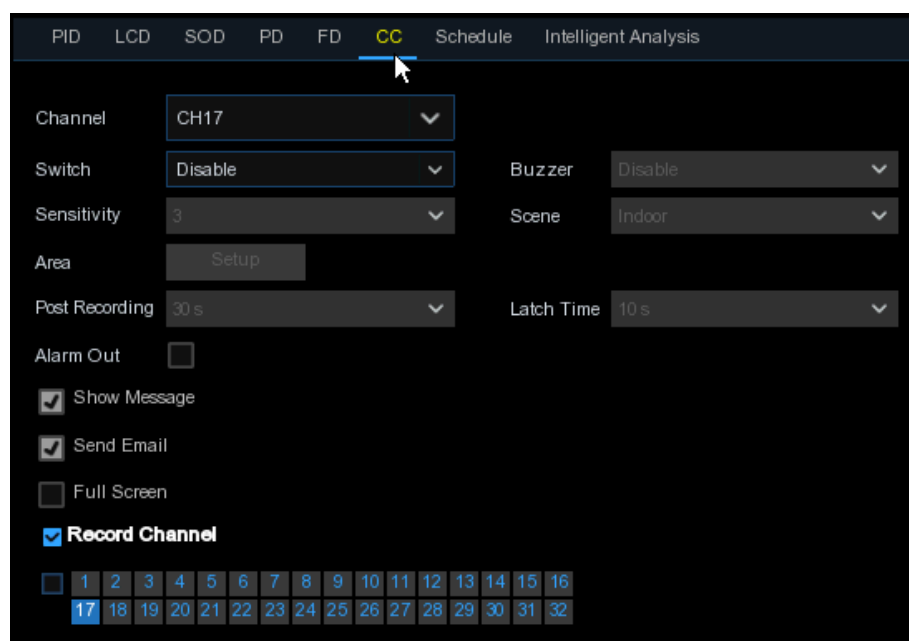 PID LCD SOD PD FD CC Schedule Intelligent Analysis
Channel CH17
Switch Disable Buzzer Disable
Sensitivity 3 Scene Indoor
Area Setup
Post Recording 30 s Latch Time 10 s
Alarm Out
Show Message
Send Email
Full Screen
Record Channel
1 2 3 4 5 6 7 8 9 10 11 12 13 14 15 16
17 18 19 20 21 22 23 24 25 26 27 28 29 30 31 32